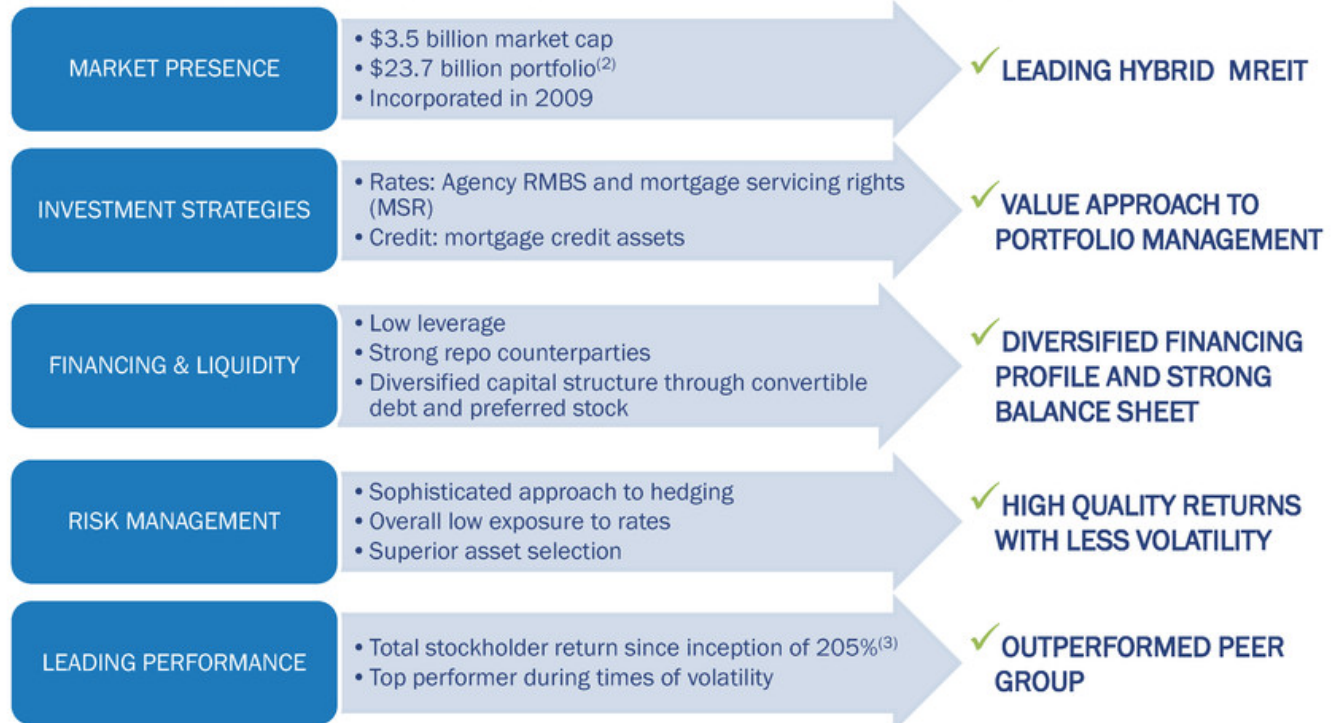 MARKET PRESENCE
• $3.5 billion market cap
• $23.7 billion portfolio(2)
• Incorporated in 2009
✓ LEADING HYBRID MREIT
INVESTMENT STRATEGIES
• Rates: Agency RMBS and mortgage servicing rights
(MSR)
• Credit: mortgage credit assets
✓ VALUE APPROACH TO
PORTFOLIO MANAGEMENT
FINANCING & LIQUIDITY
• Low leverage
• Strong repo counterparties
• Diversified capital structure through convertible
debt and preferred stock
✓ DIVERSIFIED FINANCING
PROFILE AND STRONG
BALANCE SHEET
RISK MANAGEMENT
• Sophisticated approach to hedging
• Overall low exposure to rates
• Superior asset selection
✓ HIGH QUALITY RETURNS
WITH LESS VOLATILITY
LEADING PERFORMANCE
• Total stockholder return since inception of 205%(3)
• Top performer during times of volatility
✓ OUTPERFORMED PEER
GROUP